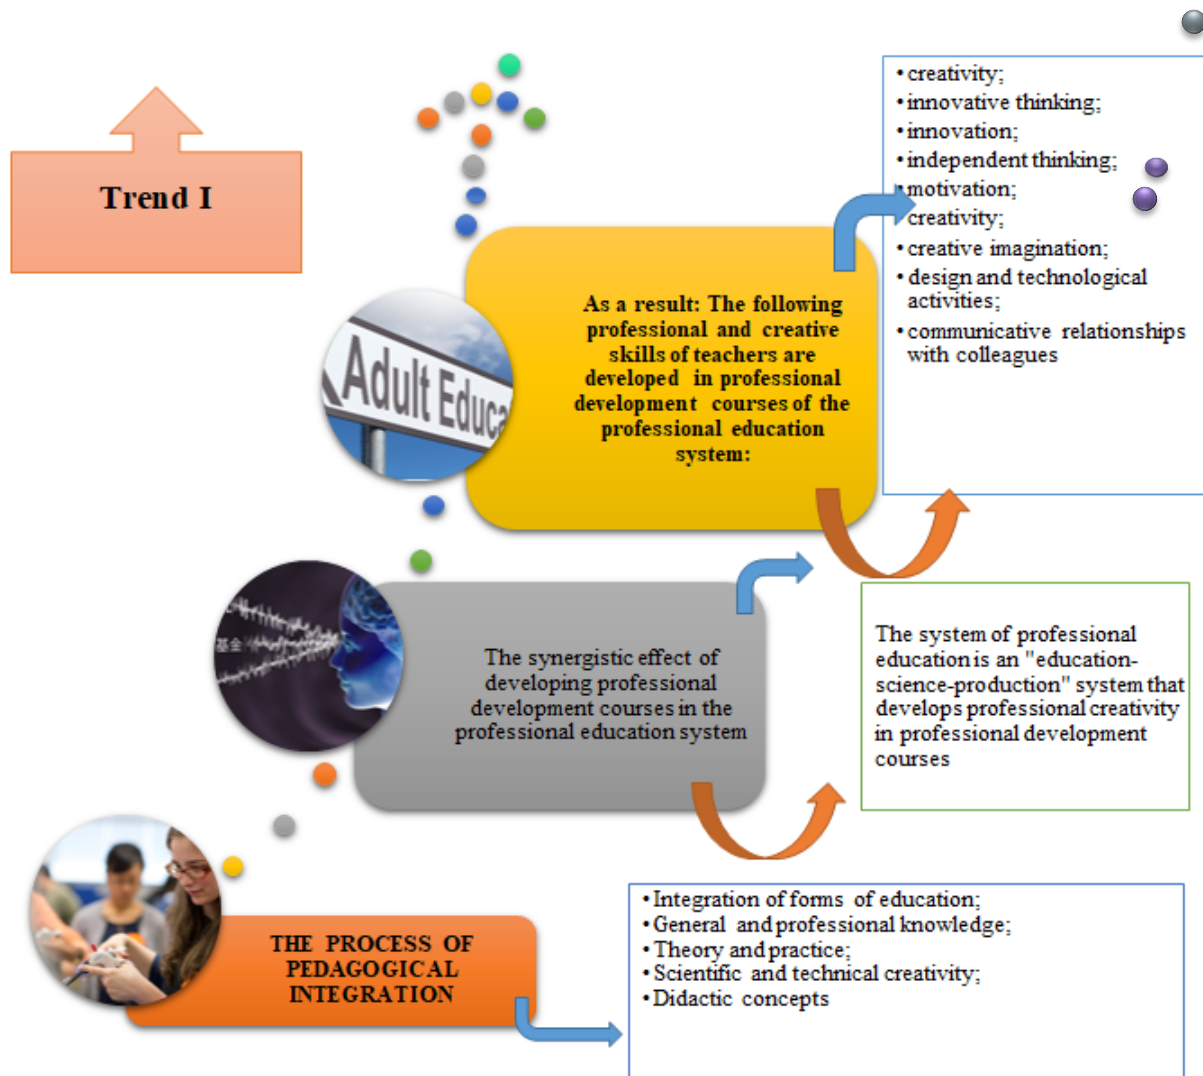 Trend I
• creativity;
• innovative thinking;
• innovation;
• independent thinking;
• motivation;
creativity;
• creative imagination;
• design and technological
activities;
• communicative relationships
with colleagues
As a result: The following
professional and creative
skills of teachers are
developed in professional
development courses of the
professional education
system:
Adult Educa
基金
The synergistic effect of
developing professional
development courses in the
professional education system
The system of professional
education is an "education-
science-production" system that
develops professional creativity
in professional development
courses
THE PROCESS OF
PEDAGOGICAL
INTEGRATION
• Integration of forms of education;
• General and professional knowledge;
• Theory and practice;
• Scientific and technical creativity;
• Didactic concepts